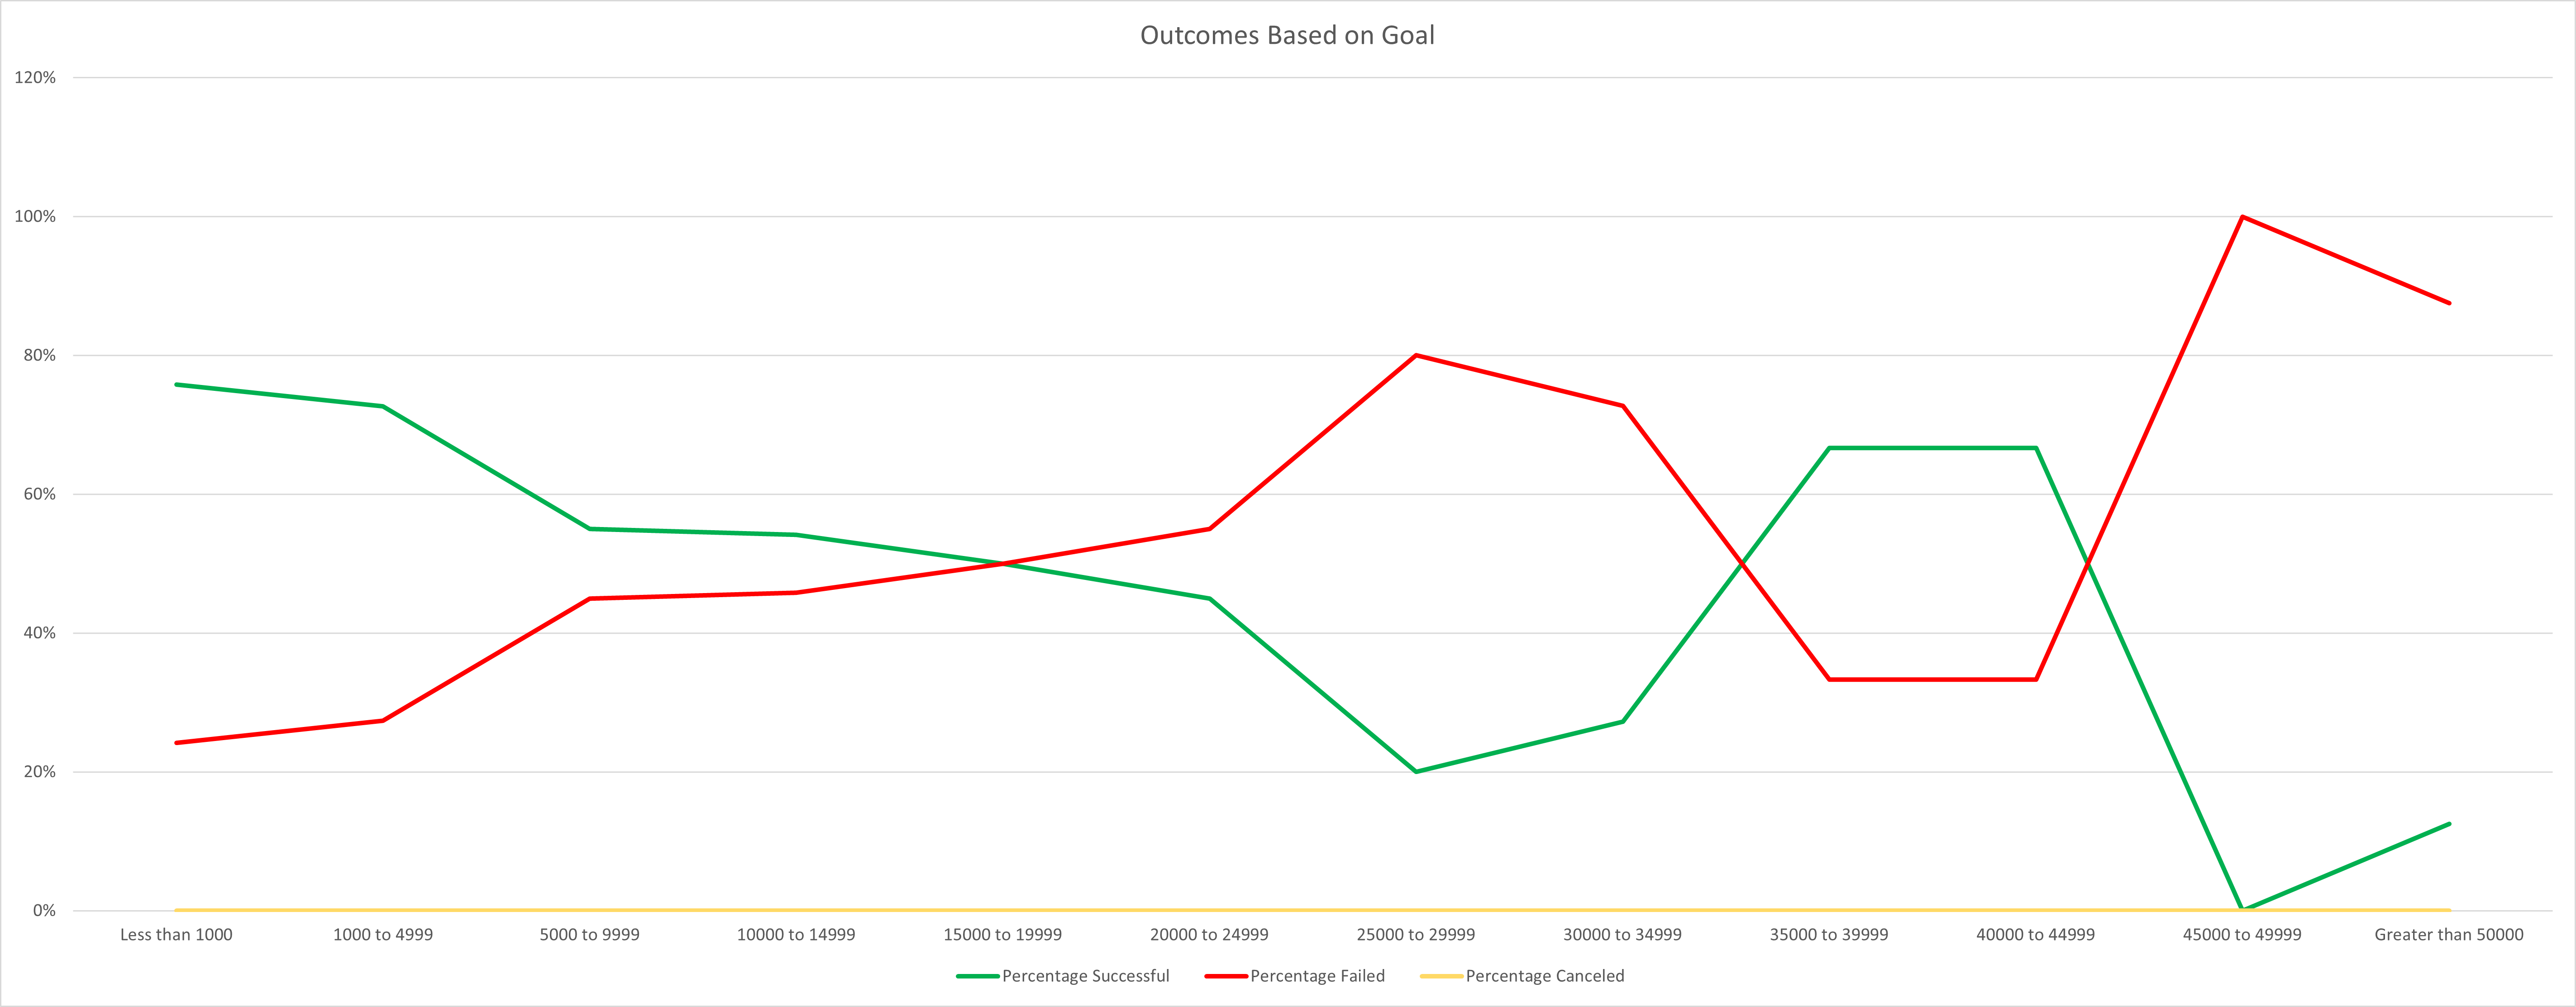 Outcomes Based on Goal
120%
100%
80%
60%
40%
20%
0%
Less than 1000 1000 to 4999 5000 to 9999 10000 to 14999 15000 to 19999 20000 to 24999 25000 to 29999 30000 to 34999 35000 to 39999 40000 to 44999 45000 to 49999 Greater than 50000
Percentage Successful Percentage Failed Percentage Canceled